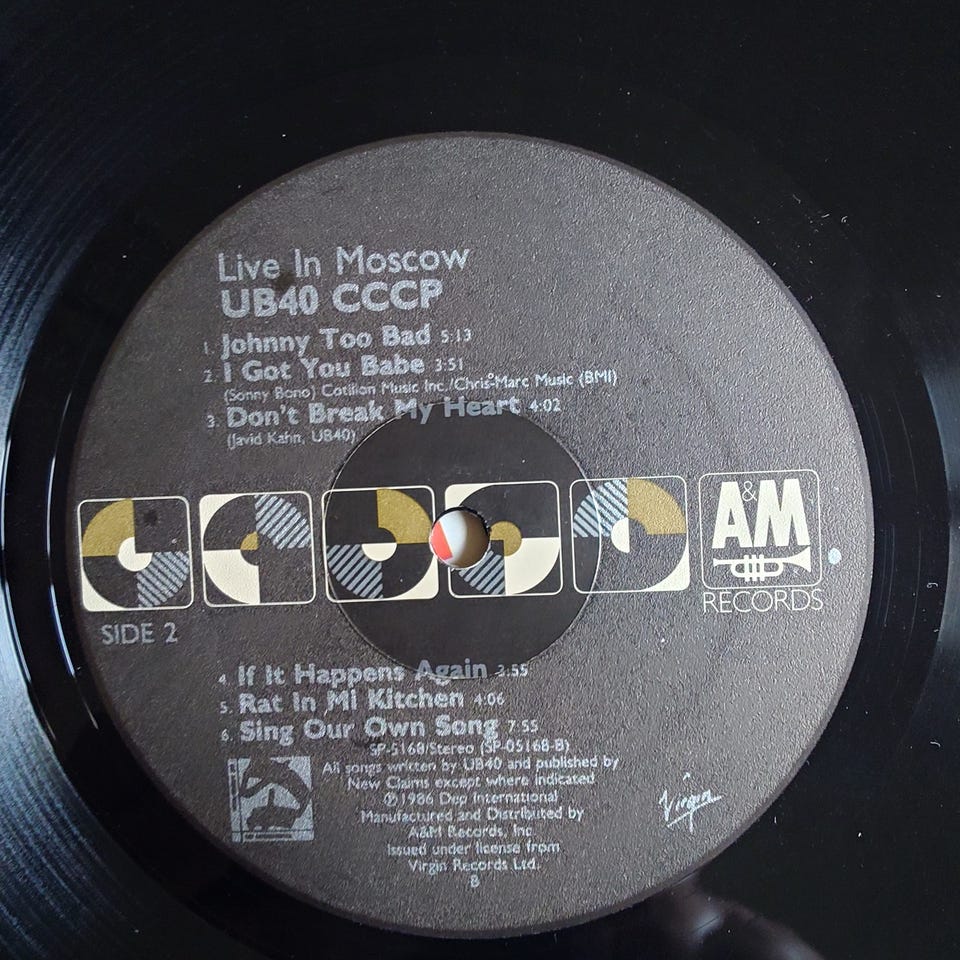 Live In Moscow
UB40 CCCP
1. Johnny Too Bad 5:13
2. I Got You Babe 3:51
(Sonny Bono) Cotillion Music Inc./Chris-Marc Music (BMI)
3. Don't Break My Heart 4:02
(Javid Kahn, UB40)
A&M
RECORDS
SIDE 2
4. If It Happens Again 3:55
5. Rat In Mi Kitchen 4:06
6. Sing Our Own Song 7:55
SP-5168/Stereo (SP-05168-B)
All songs written by UB40 and published by
New Claims except where indicated
℗1986 Dep International
Manufactured and Distributed by
A&M Records, Inc.
Issued under license from
Virgin Records Ltd.
B
Virgin